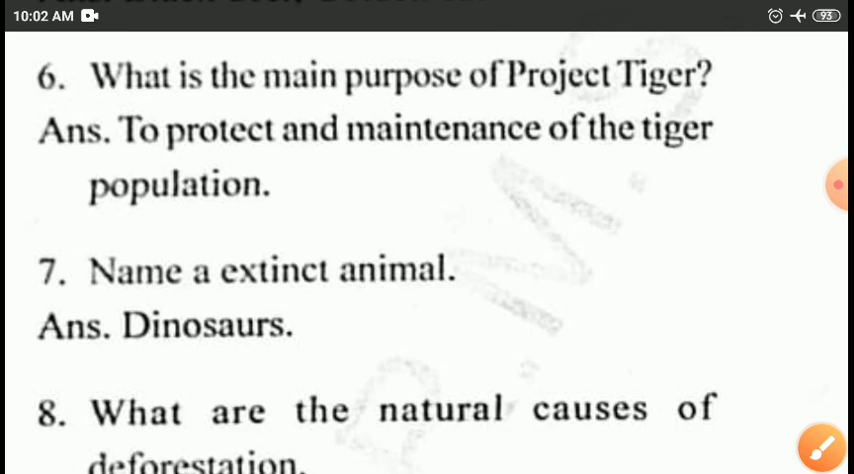 10:02 AM
93
6. What is the main purpose of Project Tiger?
Ans. To protect and maintenance of the tiger
population.
7. Name a extinct animal.
Ans. Dinosaurs.
8. What are the natural causes of
deforestation.